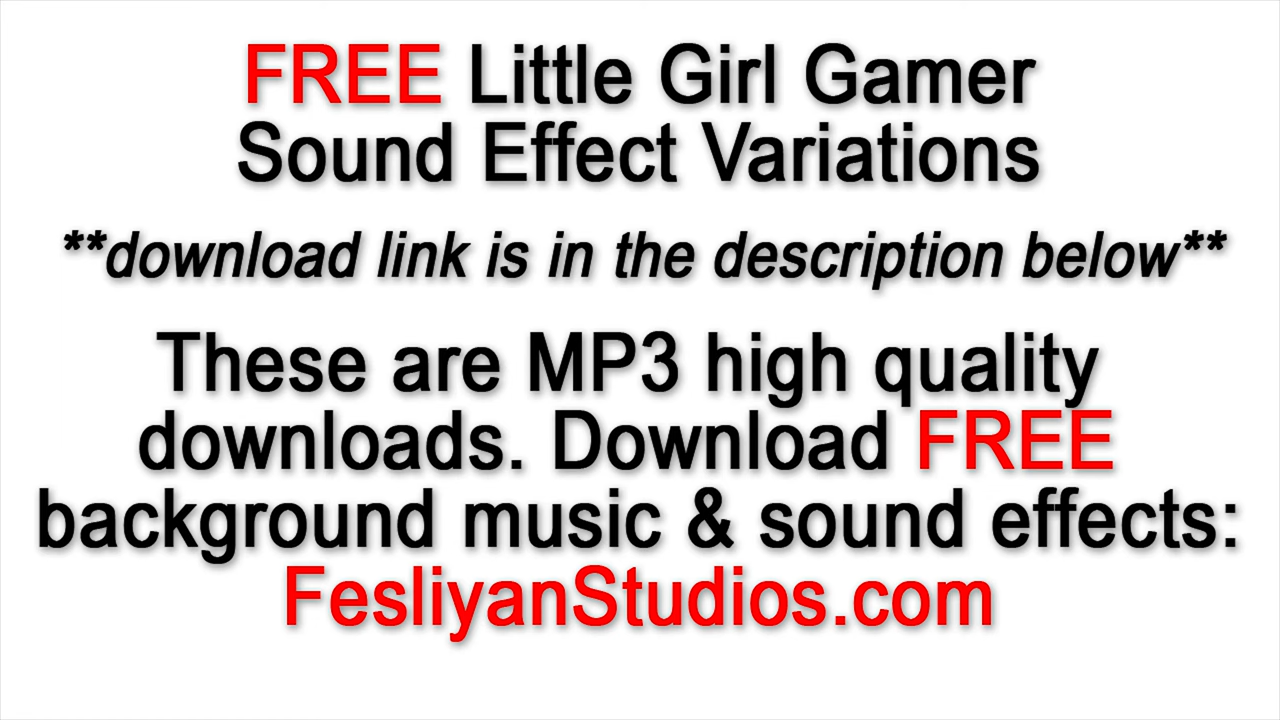 FREE Little Girl Gamer
Sound Effect Variations
**download link is in the description below**
These are MP3 high quality
downloads. Download FREE
background music & sound effects:
FesliyanStudios.com